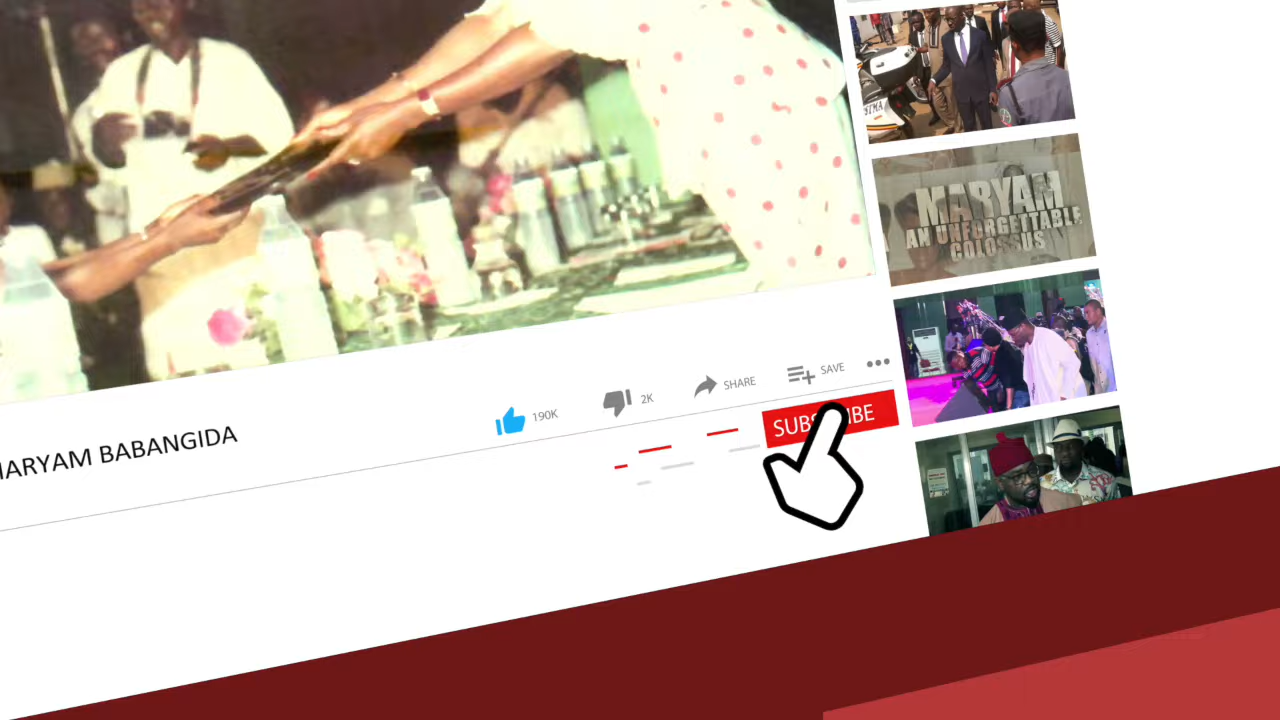 MARYAM
AN UNFORGETTABLE
COLOSSUS
190K
2K
SHARE
SAVE
MARYAM BABANGIDA